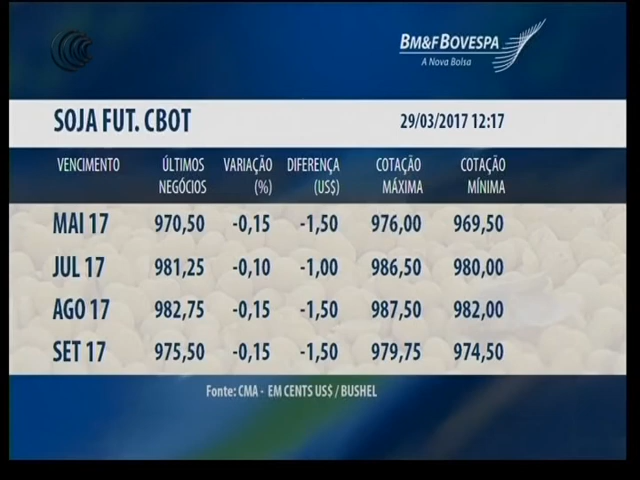 BM&FBOVESPA
A Nova Bolsa
SOJA FUT. CBOT 29/03/2017 12:17
VENCIMENTO ÚLTIMOS NEGÓCIOS VARIAÇÃO (%) DIFERENÇA (US$) COTAÇÃO MÁXIMA COTAÇÃO MÍNIMA
MAI 17 970,50 -0,15 -1,50 976,00 969,50
JUL 17 981,25 -0,10 -1,00 986,50 980,00
AGO 17 982,75 -0,15 -1,50 987,50 982,00
SET 17 975,50 -0,15 -1,50 979,75 974,50
Fonte: CMA - EM CENTS US$ / BUSHEL